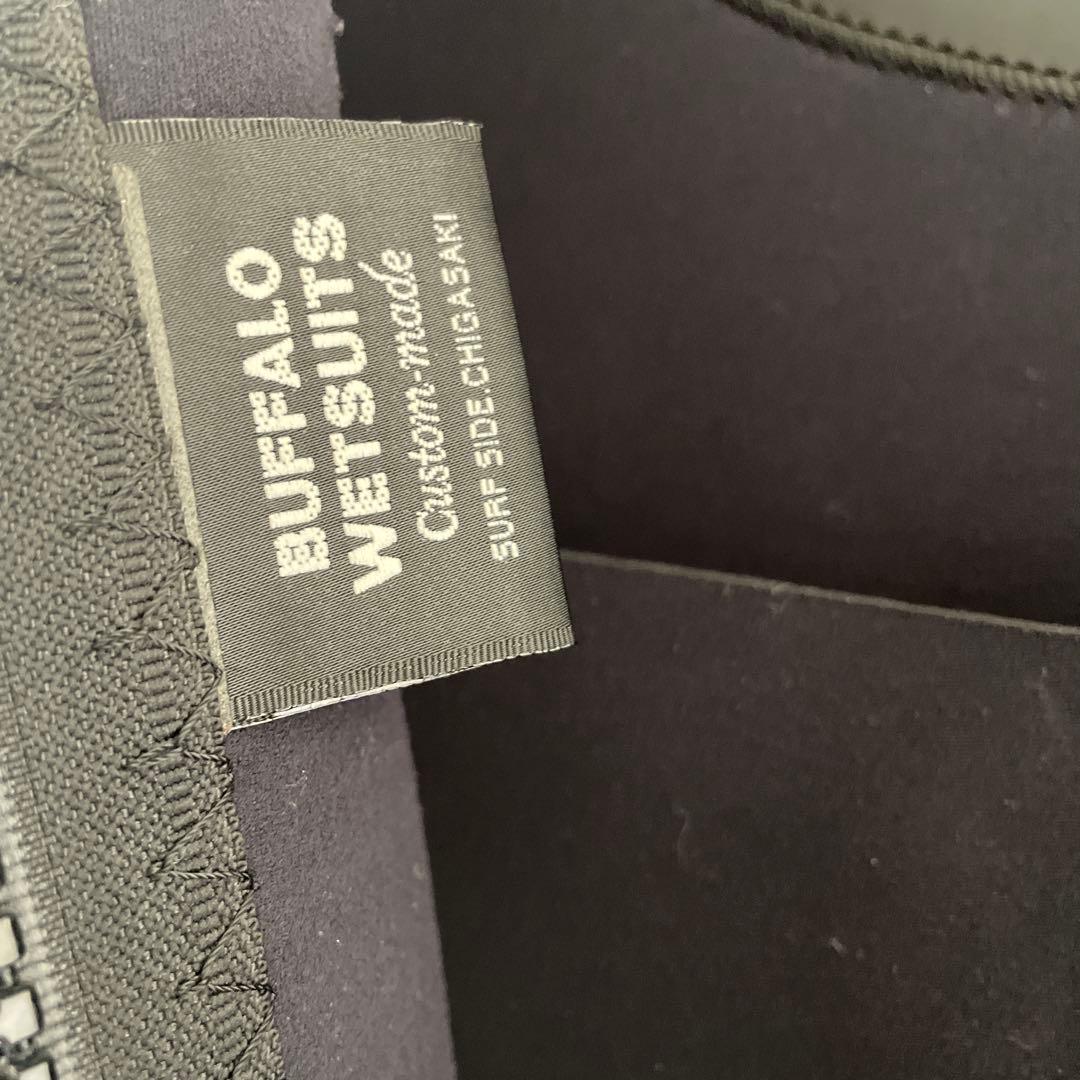 BUFFALO
WETSUITS
Custom-made
SURF SIDE.CHIGASAKI